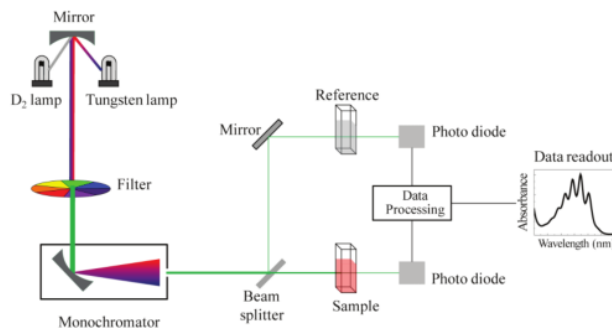 Mirror
D₂ lamp
Tungsten lamp
Filter
Monochromator
Mirror
Beam
splitter
Reference
Sample
Photo diode
Photo diode
Data
Processing
Data readout
Absorbance
Wavelength (nm)